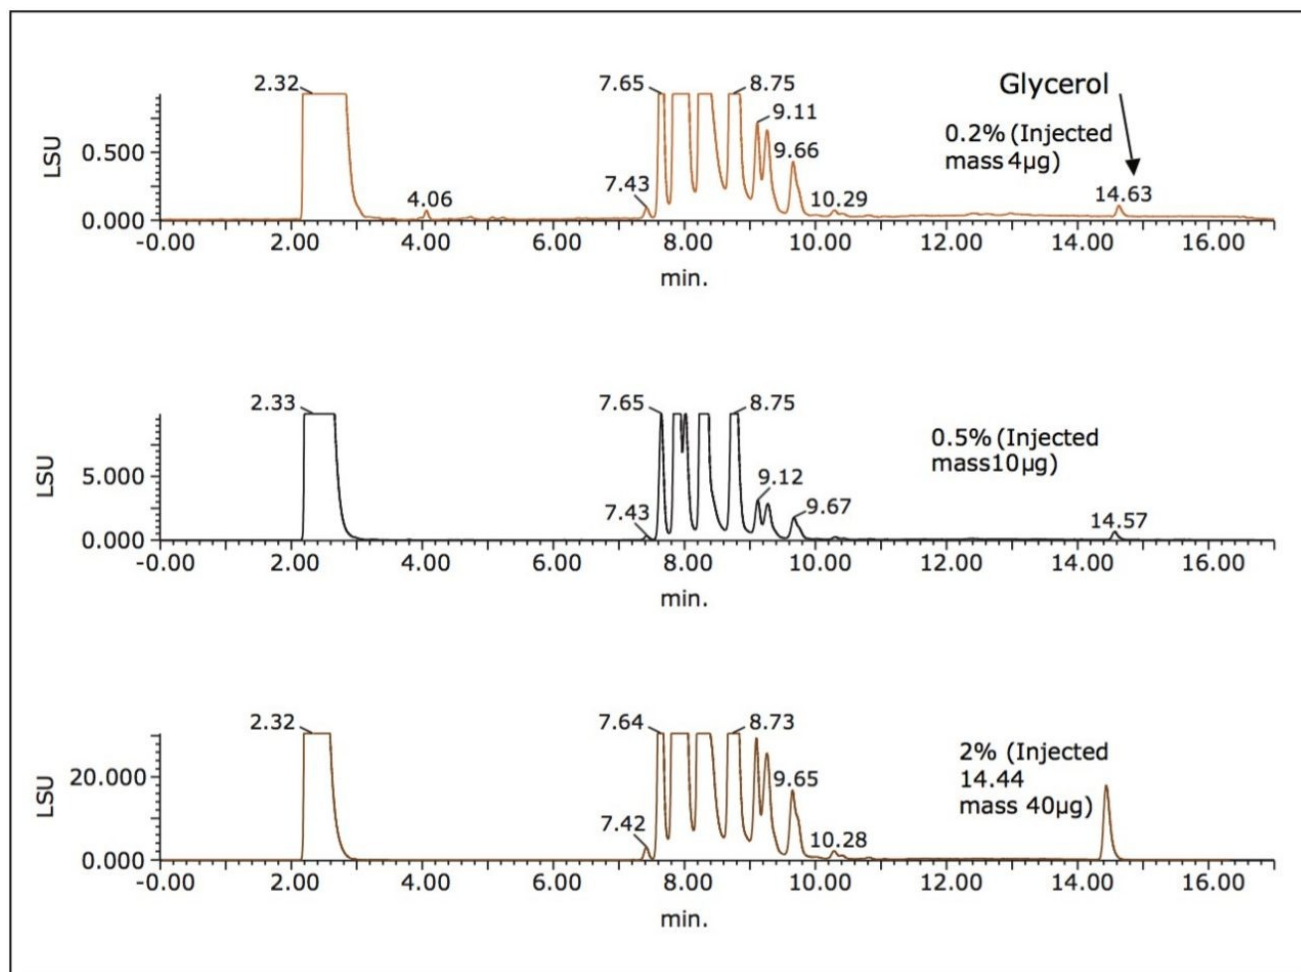 Glycerol
2.32
7.65
8.75
9.11
0.2% (Injected
mass 4μg)
LSU
0.500
9.66
7.43
4.06
10.29
14.63
0.000
-0.00 2.00 4.00 6.00 8.00 10.00 12.00 14.00 16.00
min.
2.33
7.65
8.75
0.5% (Injected
mass10μg)
LSU
5.000
9.12
9.67
7.43
14.57
0.000
-0.00 2.00 4.00 6.00 8.00 10.00 12.00 14.00 16.00
min.
2.32
7.64
8.73
2% (Injected
14.44
mass 40μg)
LSU
20.000
9.65
7.42
10.28
0.000
-0.00 2.00 4.00 6.00 8.00 10.00 12.00 14.00 16.00
min.